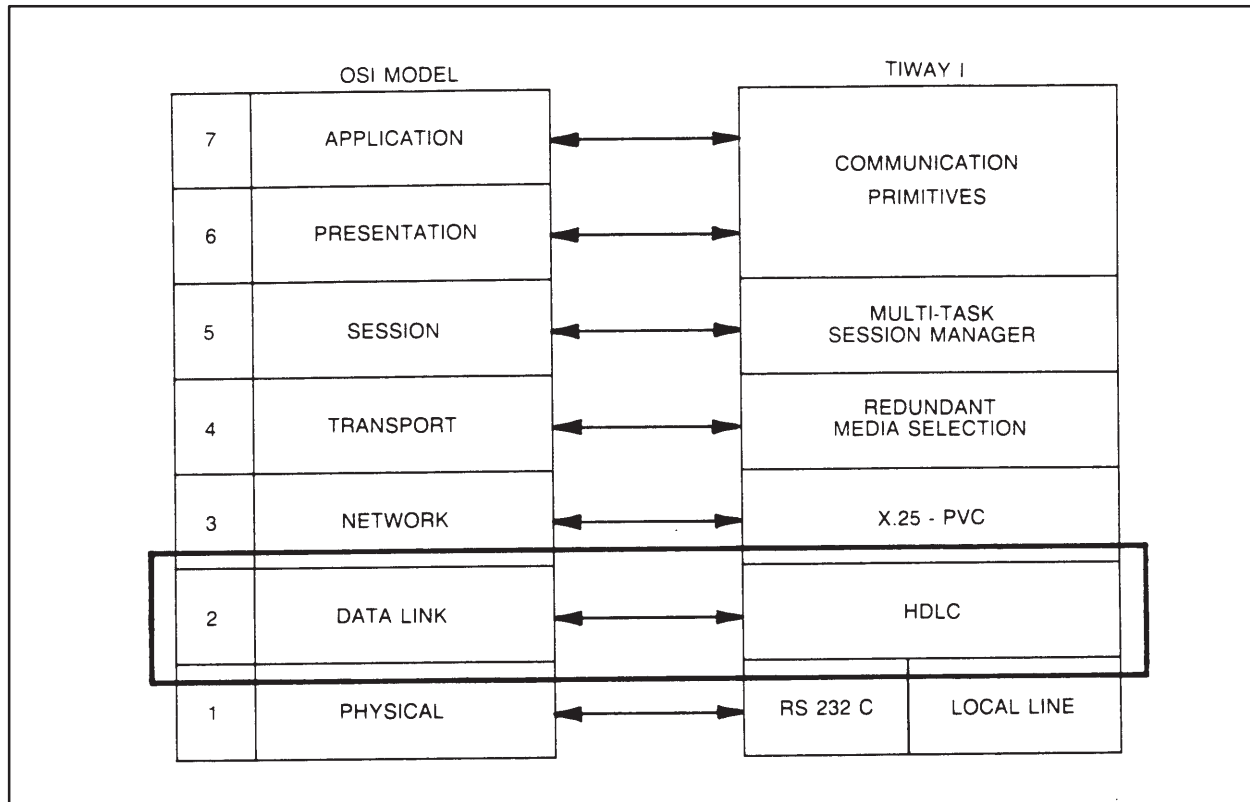 OSI MODEL
TIWAY I
7
APPLICATION
COMMUNICATION
PRIMITIVES
6
PRESENTATION
5
SESSION
MULTI-TASK
SESSION MANAGER
4
TRANSPORT
REDUNDANT
MEDIA SELECTION
3
NETWORK
X.25 - PVC
2
DATA LINK
HDLC
1
PHYSICAL
RS 232 C
LOCAL LINE